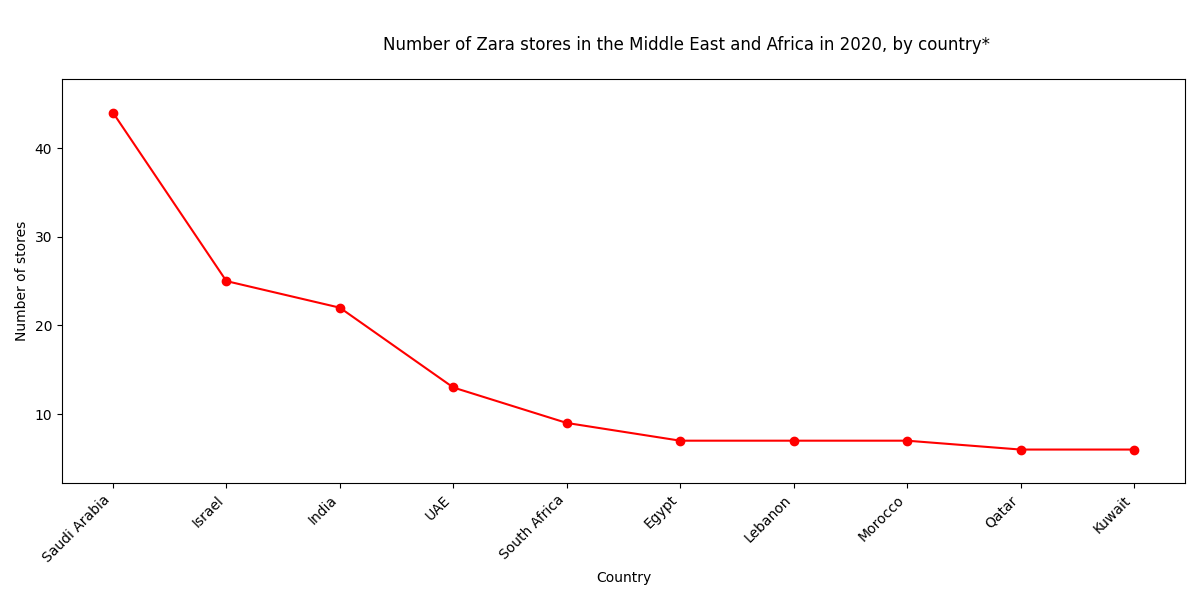 Number of Zara stores in the Middle East and Africa in 2020, by country*
Number of stores
40
30
20
10
Saudi Arabia
Israel
India
UAE
South Africa
Egypt
Lebanon
Morocco
Qatar
Kuwait
Country